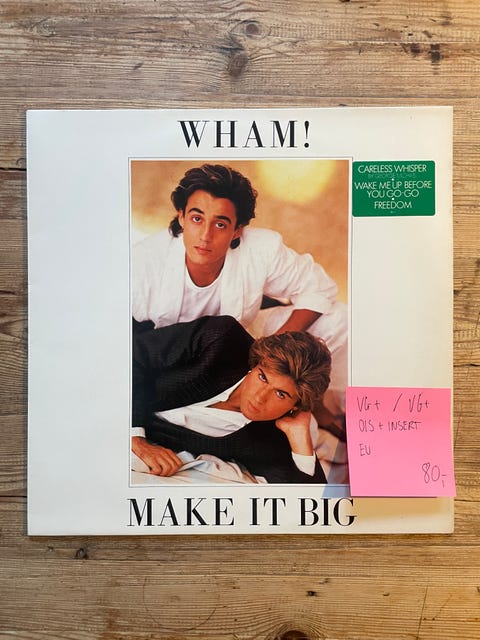 WHAM!
CARELESS WHISPER
BY GEORGE MICHAEL
WAKE ME UP BEFORE
YOU GO-GO
FREEDOM
MAKE IT BIG
VG+ / VG+
OIS + INSERT
EU
80,-